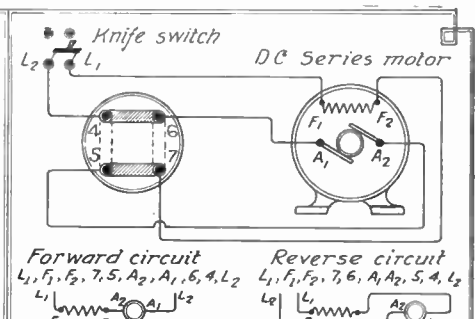 Knife switch
L2 L1
DC Series motor
F1 F2
4 6
5 7
A1 A2
Forward circuit
L1, F1, F2, 7, 5, A2, A1, 6, 4, L2
Reverse circuit
L1, F1, F2, 7, 6, A1, A2, 5, 4, L2
L1 A2 A1 L2
L2 L1 A2